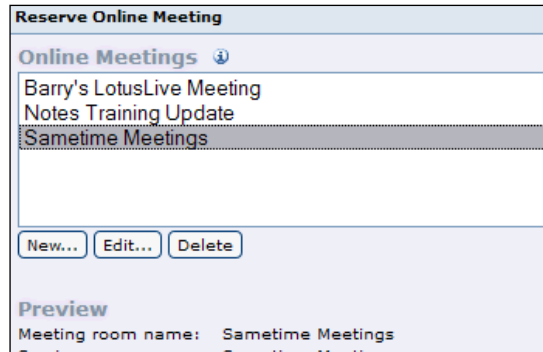 Reserve Online Meeting
Online Meetings
Barry's LotusLive Meeting
Notes Training Update
Sametime Meetings
New... Edit... Delete
Preview
Meeting room name: Sametime Meetings